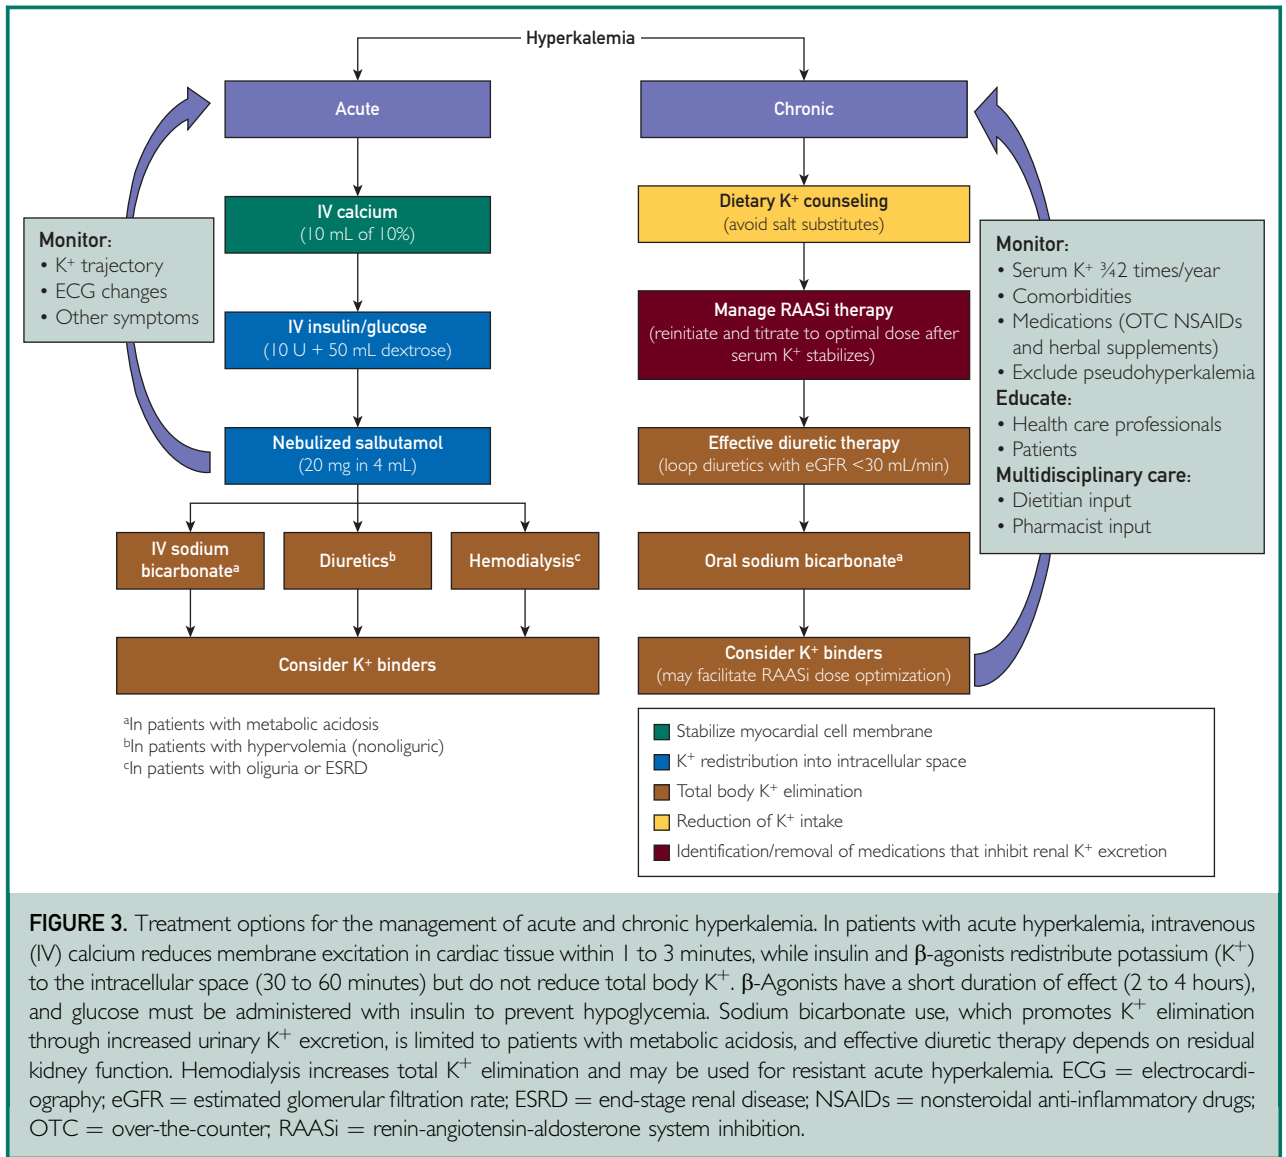 Hyperkalemia
Acute
IV calcium
(10 mL of 10%)
IV insulin/glucose
(10 U + 50 mL dextrose)
Nebulized salbutamol
(20 mg in 4 mL)
Monitor:
• K⁺ trajectory
• ECG changes
• Other symptoms
IV sodium
bicarbonateᵃ
Diureticsᵇ
Hemodialysisᶜ
Consider K⁺ binders
ᵃIn patients with metabolic acidosis
ᵇIn patients with hypervolemia (nonoliguric)
ᶜIn patients with oliguria or ESRD
Chronic
Dietary K⁺ counseling
(avoid salt substitutes)
Manage RAASi therapy
(reinitiate and titrate to optimal dose after
serum K⁺ stabilizes)
Effective diuretic therapy
(loop diuretics with eGFR <30 mL/min)
Oral sodium bicarbonateᵃ
Consider K⁺ binders
(may facilitate RAASi dose optimization)
Monitor:
• Serum K⁺ ¾2 times/year
• Comorbidities
• Medications (OTC NSAIDs
and herbal supplements)
• Exclude pseudohyperkalemia
Educate:
• Health care professionals
• Patients
Multidisciplinary care:
• Dietitian input
• Pharmacist input
Stabilize myocardial cell membrane
K⁺ redistribution into intracellular space
Total body K⁺ elimination
Reduction of K⁺ intake
Identification/removal of medications that inhibit renal K⁺ excretion
FIGURE 3. Treatment options for the management of acute and chronic hyperkalemia. In patients with acute hyperkalemia, intravenous
(IV) calcium reduces membrane excitation in cardiac tissue within 1 to 3 minutes, while insulin and β-agonists redistribute potassium (K⁺)
to the intracellular space (30 to 60 minutes) but do not reduce total body K⁺. β-Agonists have a short duration of effect (2 to 4 hours),
and glucose must be administered with insulin to prevent hypoglycemia. Sodium bicarbonate use, which promotes K⁺ elimination
through increased urinary K⁺ excretion, is limited to patients with metabolic acidosis, and effective diuretic therapy depends on residual
kidney function. Hemodialysis increases total K⁺ elimination and may be used for resistant acute hyperkalemia. ECG = electrocardi-
ography; eGFR = estimated glomerular filtration rate; ESRD = end-stage renal disease; NSAIDs = nonsteroidal anti-inflammatory drugs;
OTC = over-the-counter; RAASi = renin-angiotensin-aldosterone system inhibition.